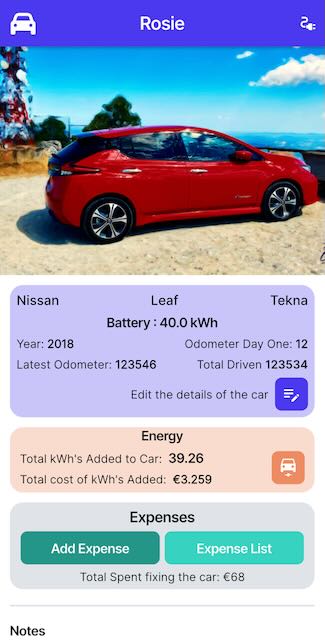 Rosie
Nissan Leaf Tekna
Battery : 40.0 kWh
Year: 2018 Odometer Day One: 12
Latest Odometer: 123546 Total Driven 123534
Edit the details of the car
Energy
Total kWh's Added to Car: 39.26
Total cost of kWh's Added: €3.259
Expenses
Add Expense Expense List
Total Spent fixing the car: €68
Notes